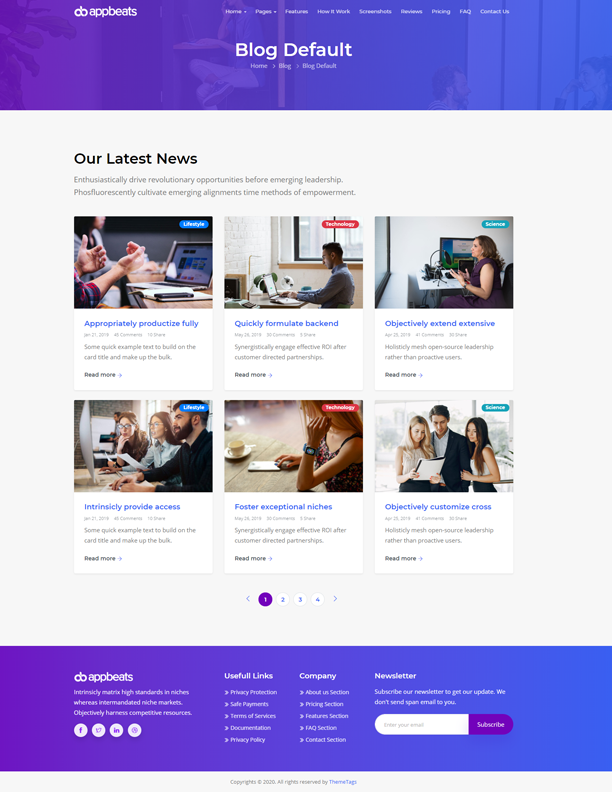 appbeats
Home Pages Features How It Work Screenshots Reviews Pricing FAQ Contact Us
Blog Default
Home > Blog > Blog Default
Our Latest News
Enthusiastically drive revolutionary opportunities before emerging leadership.
Phosfluorescently cultivate emerging alignments time methods of empowerment.
Lifestyle
Appropriately productize fully
Jan 21, 2019 45 Comments 10 Share
Some quick example text to build on the
card title and make up the bulk.
Read more →
Technology
Quickly formulate backend
May 26, 2019 30 Comments 5 Share
Synergistically engage effective ROI after
customer directed partnerships.
Read more →
Science
Objectively extend extensive
Apr 25, 2019 41 Comments 30 Share
Holisticly mesh open-source leadership
rather than proactive users.
Read more →
Lifestyle
Intrinsicly provide access
Jan 21, 2019 45 Comments 10 Share
Some quick example text to build on the
card title and make up the bulk.
Read more →
Technology
Foster exceptional niches
May 26, 2019 30 Comments 5 Share
Synergistically engage effective ROI after
customer directed partnerships.
Read more →
Science
Objectively customize cross
Apr 25, 2019 41 Comments 30 Share
Holisticly mesh open-source leadership
rather than proactive users.
Read more →
1 2 3 4
appbeats
Intrinsicly matrix high standards in niches
whereas intermandated niche markets.
Objectively harness competitive resources.
Usefull Links
Privacy Protection
Safe Payments
Terms of Services
Documentation
Privacy Policy
Company
About us Section
Pricing Section
Features Section
FAQ Section
Contact Section
Newsletter
Subscribe our newsletter to get our update. We
don't send span email to you.
Enter your email
Subscribe
Copyrights © 2020. All rights reserved by ThemeTags